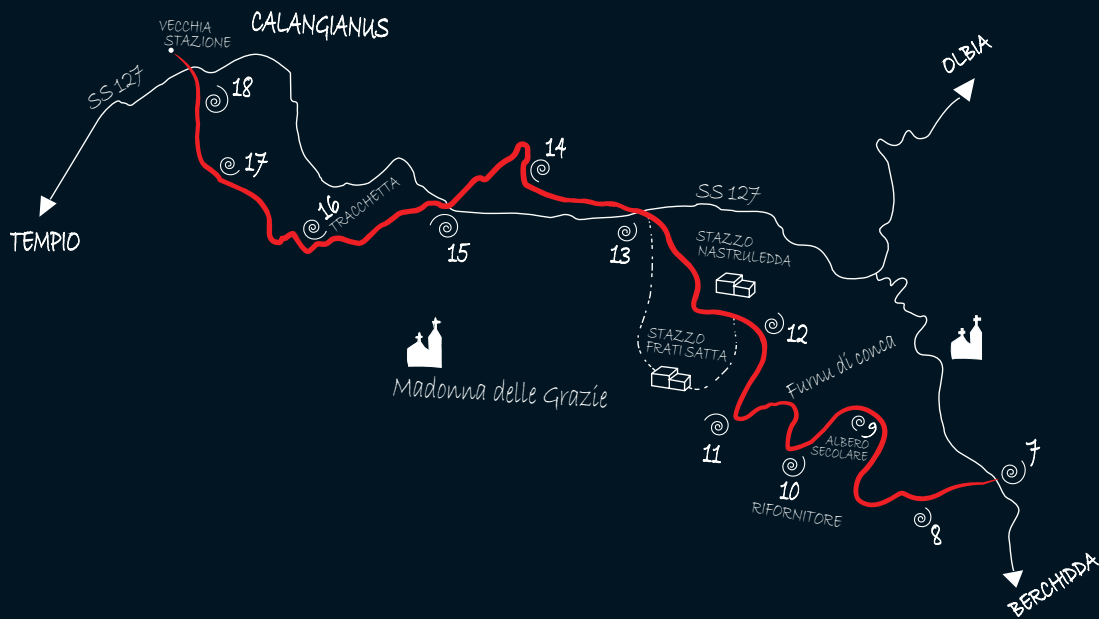 VECCHIA
STAZIONE
CALANGIANUS
OLBIA
SS 127
18
14
17
16
TRACCHETTA
SS 127
TEMPIO
15
13
STAZZO
NASTRULEDDA
12
STAZZO
FRATI SATTA
Furnu di conca
Madonna delle Grazie
9
11
ALBERO
SECOLARE
7
10
RIFORNITORE
8
BERCHIDDA